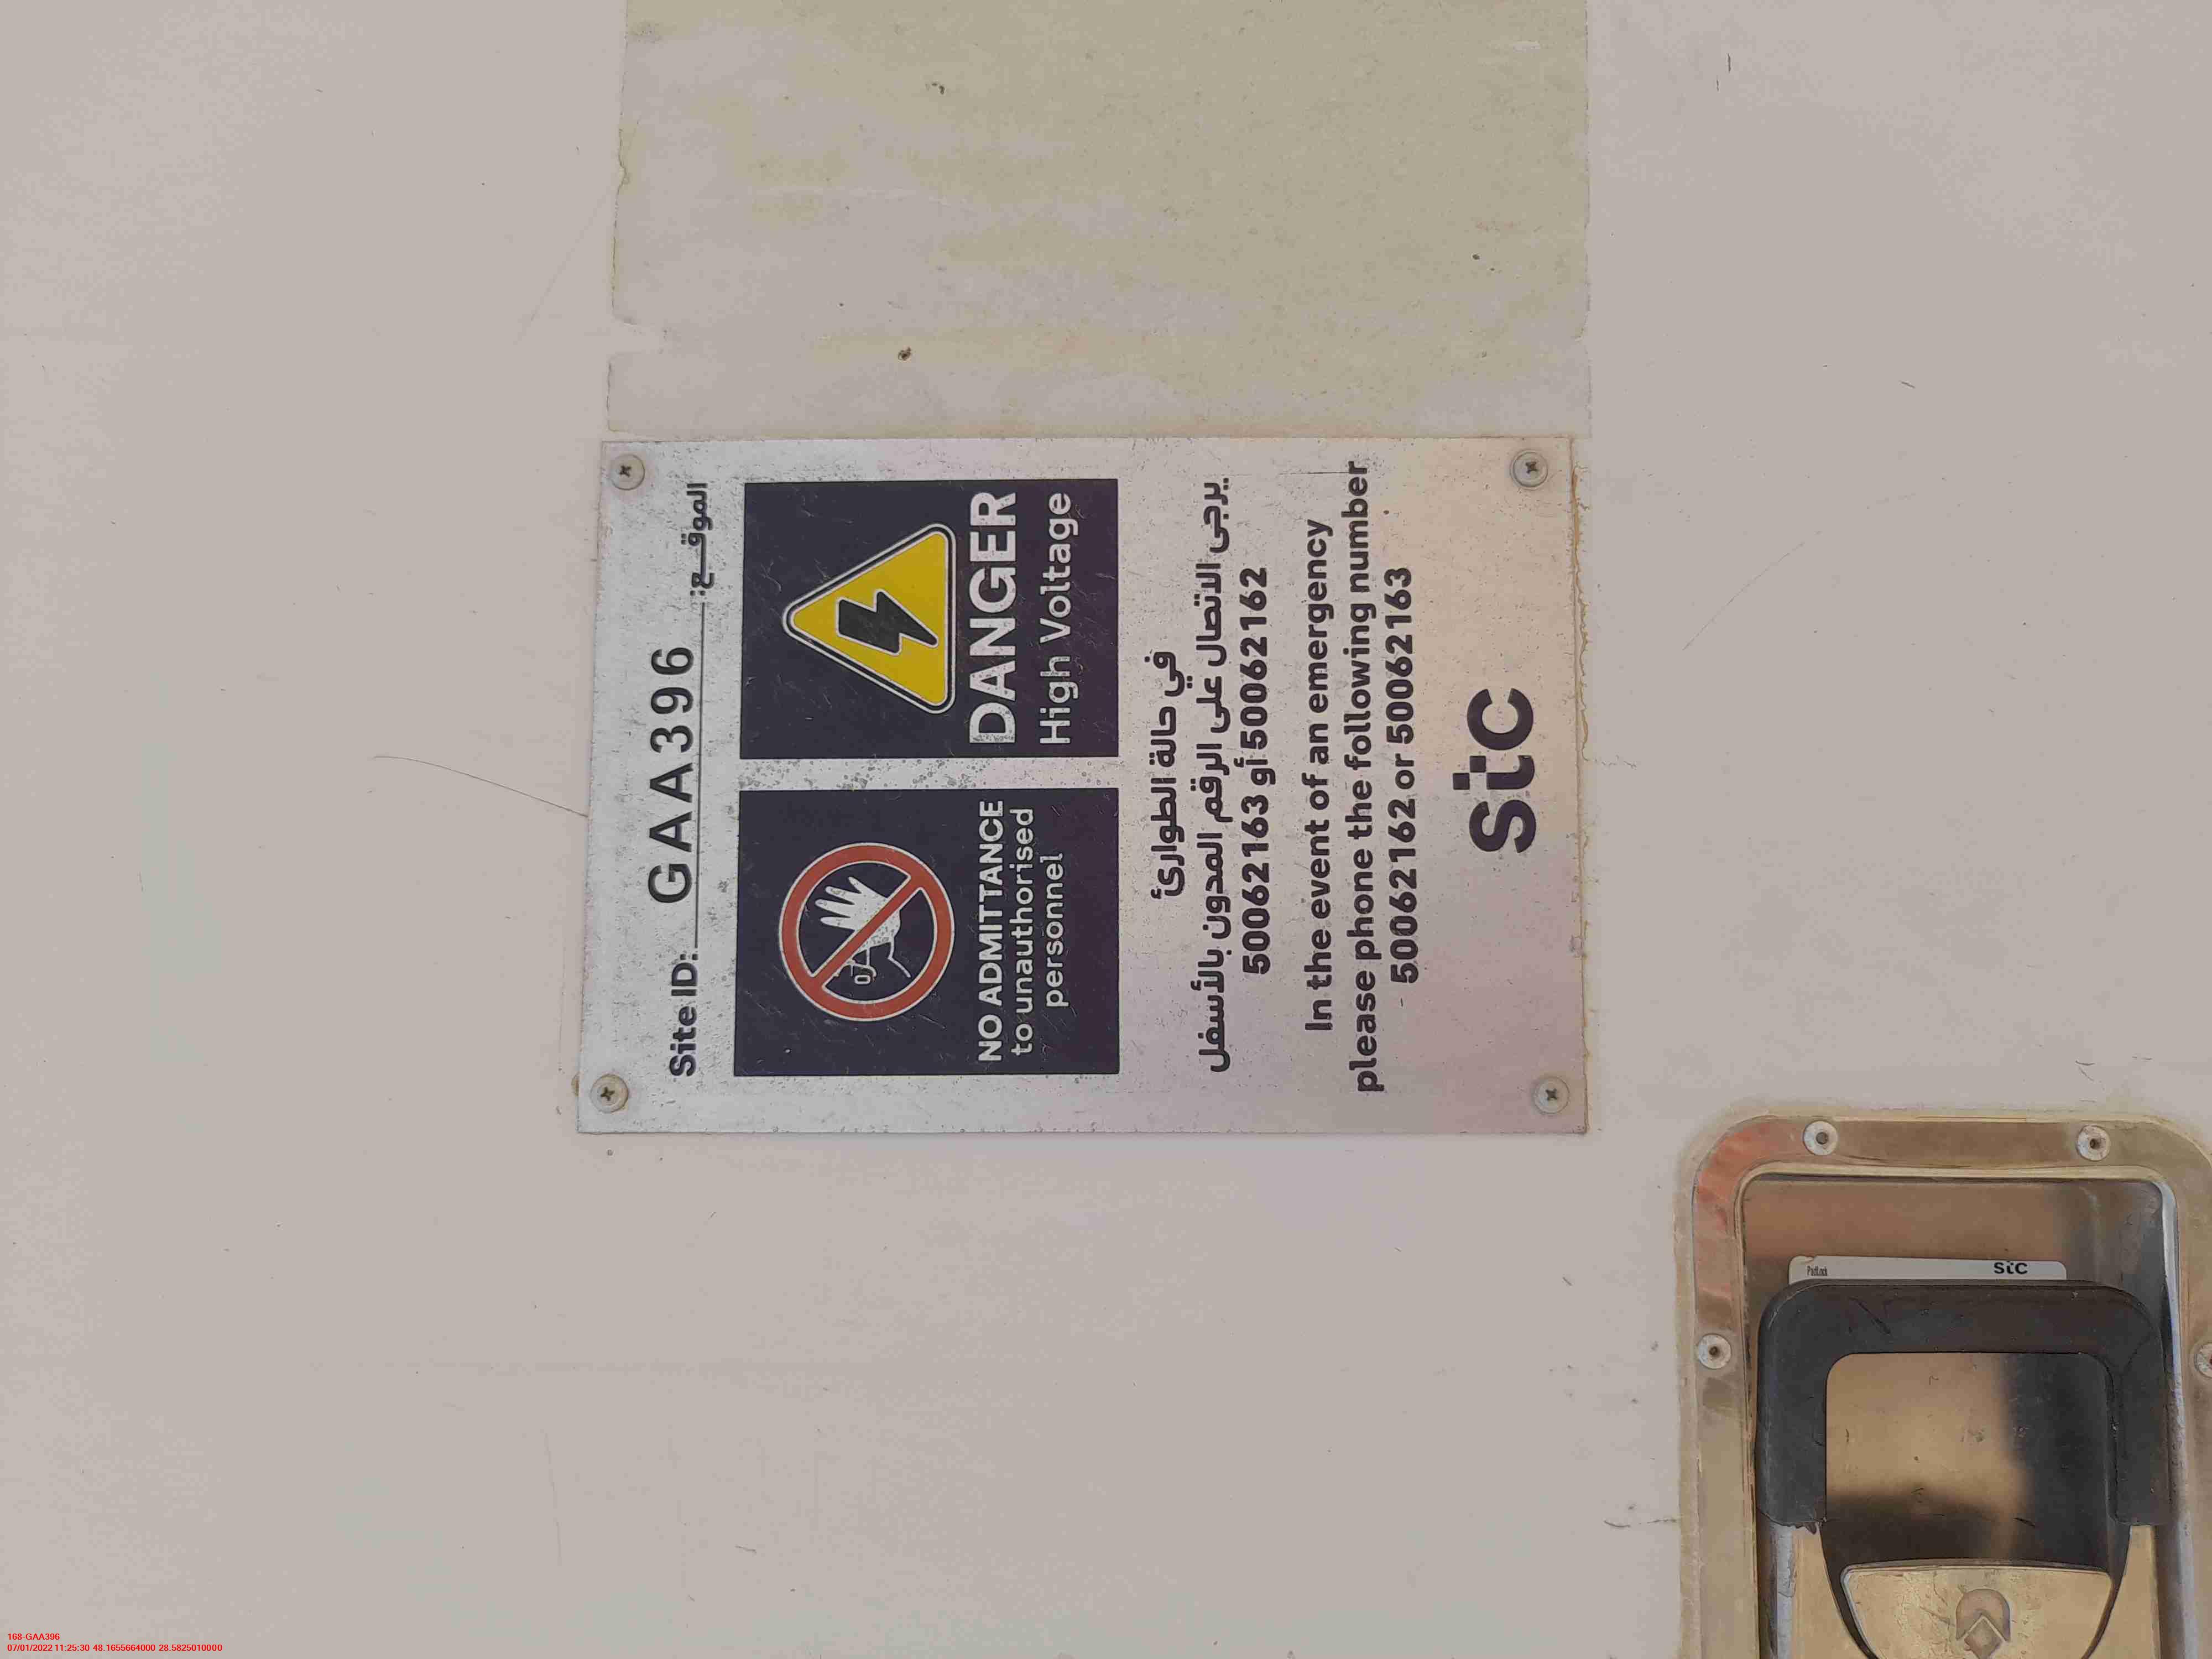 Site ID: GAA396 الموقـــع:
NO ADMITTANCE
to unauthorised
personnel
DANGER
High Voltage
في حالة الطوارئ
يرجى الاتصال على الرقم المدون بالأسفل
50062162 أو 50062163
In the event of an emergency
please phone the following number
50062162 or 50062163
stc
PadLock
stc
168-GAA396
07/01/2022 11:25:30 48.1655664000 28.5825010000